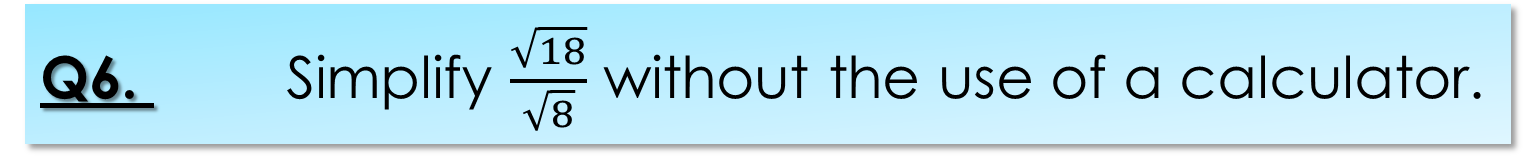 Q6. Simplify √18/√8 without the use of a calculator.